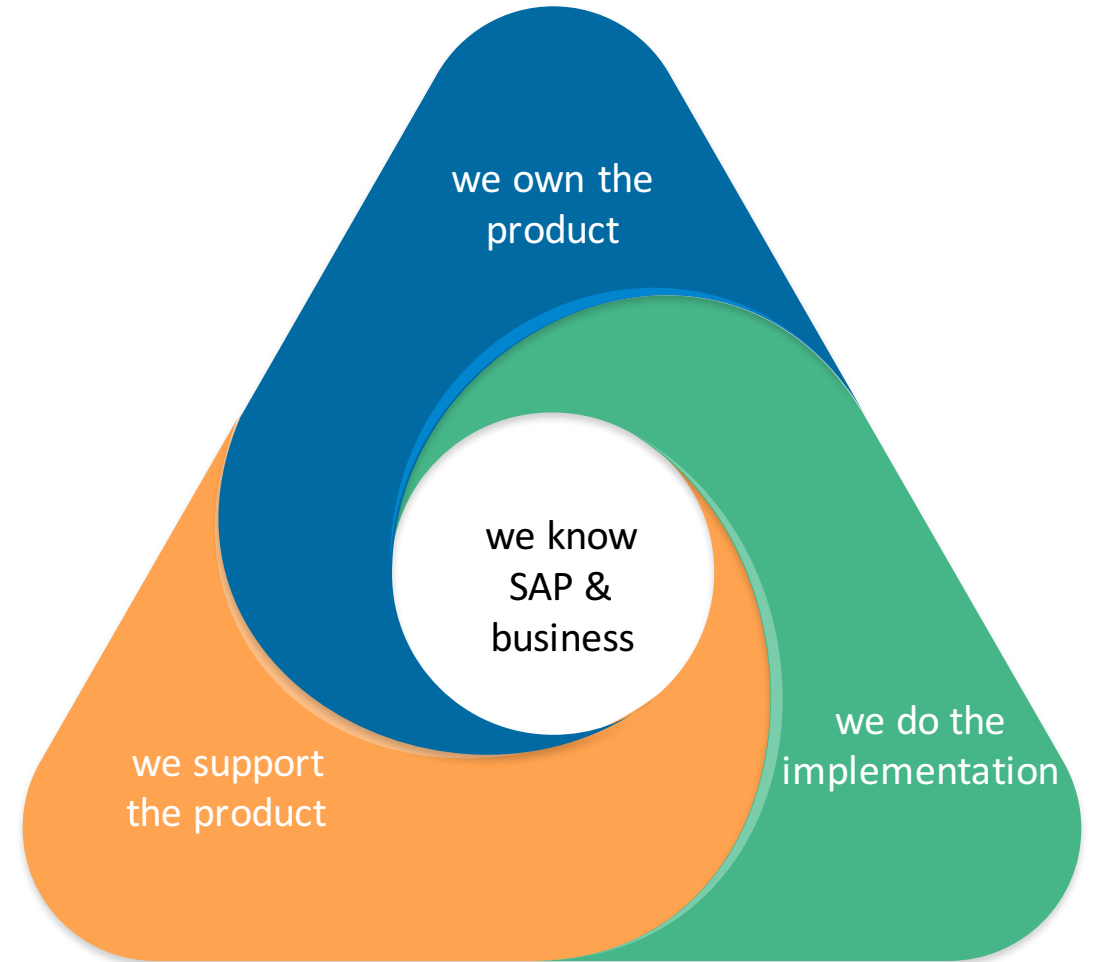 we own the
product
we know
SAP &
business
we do the
implementation
we support
the product